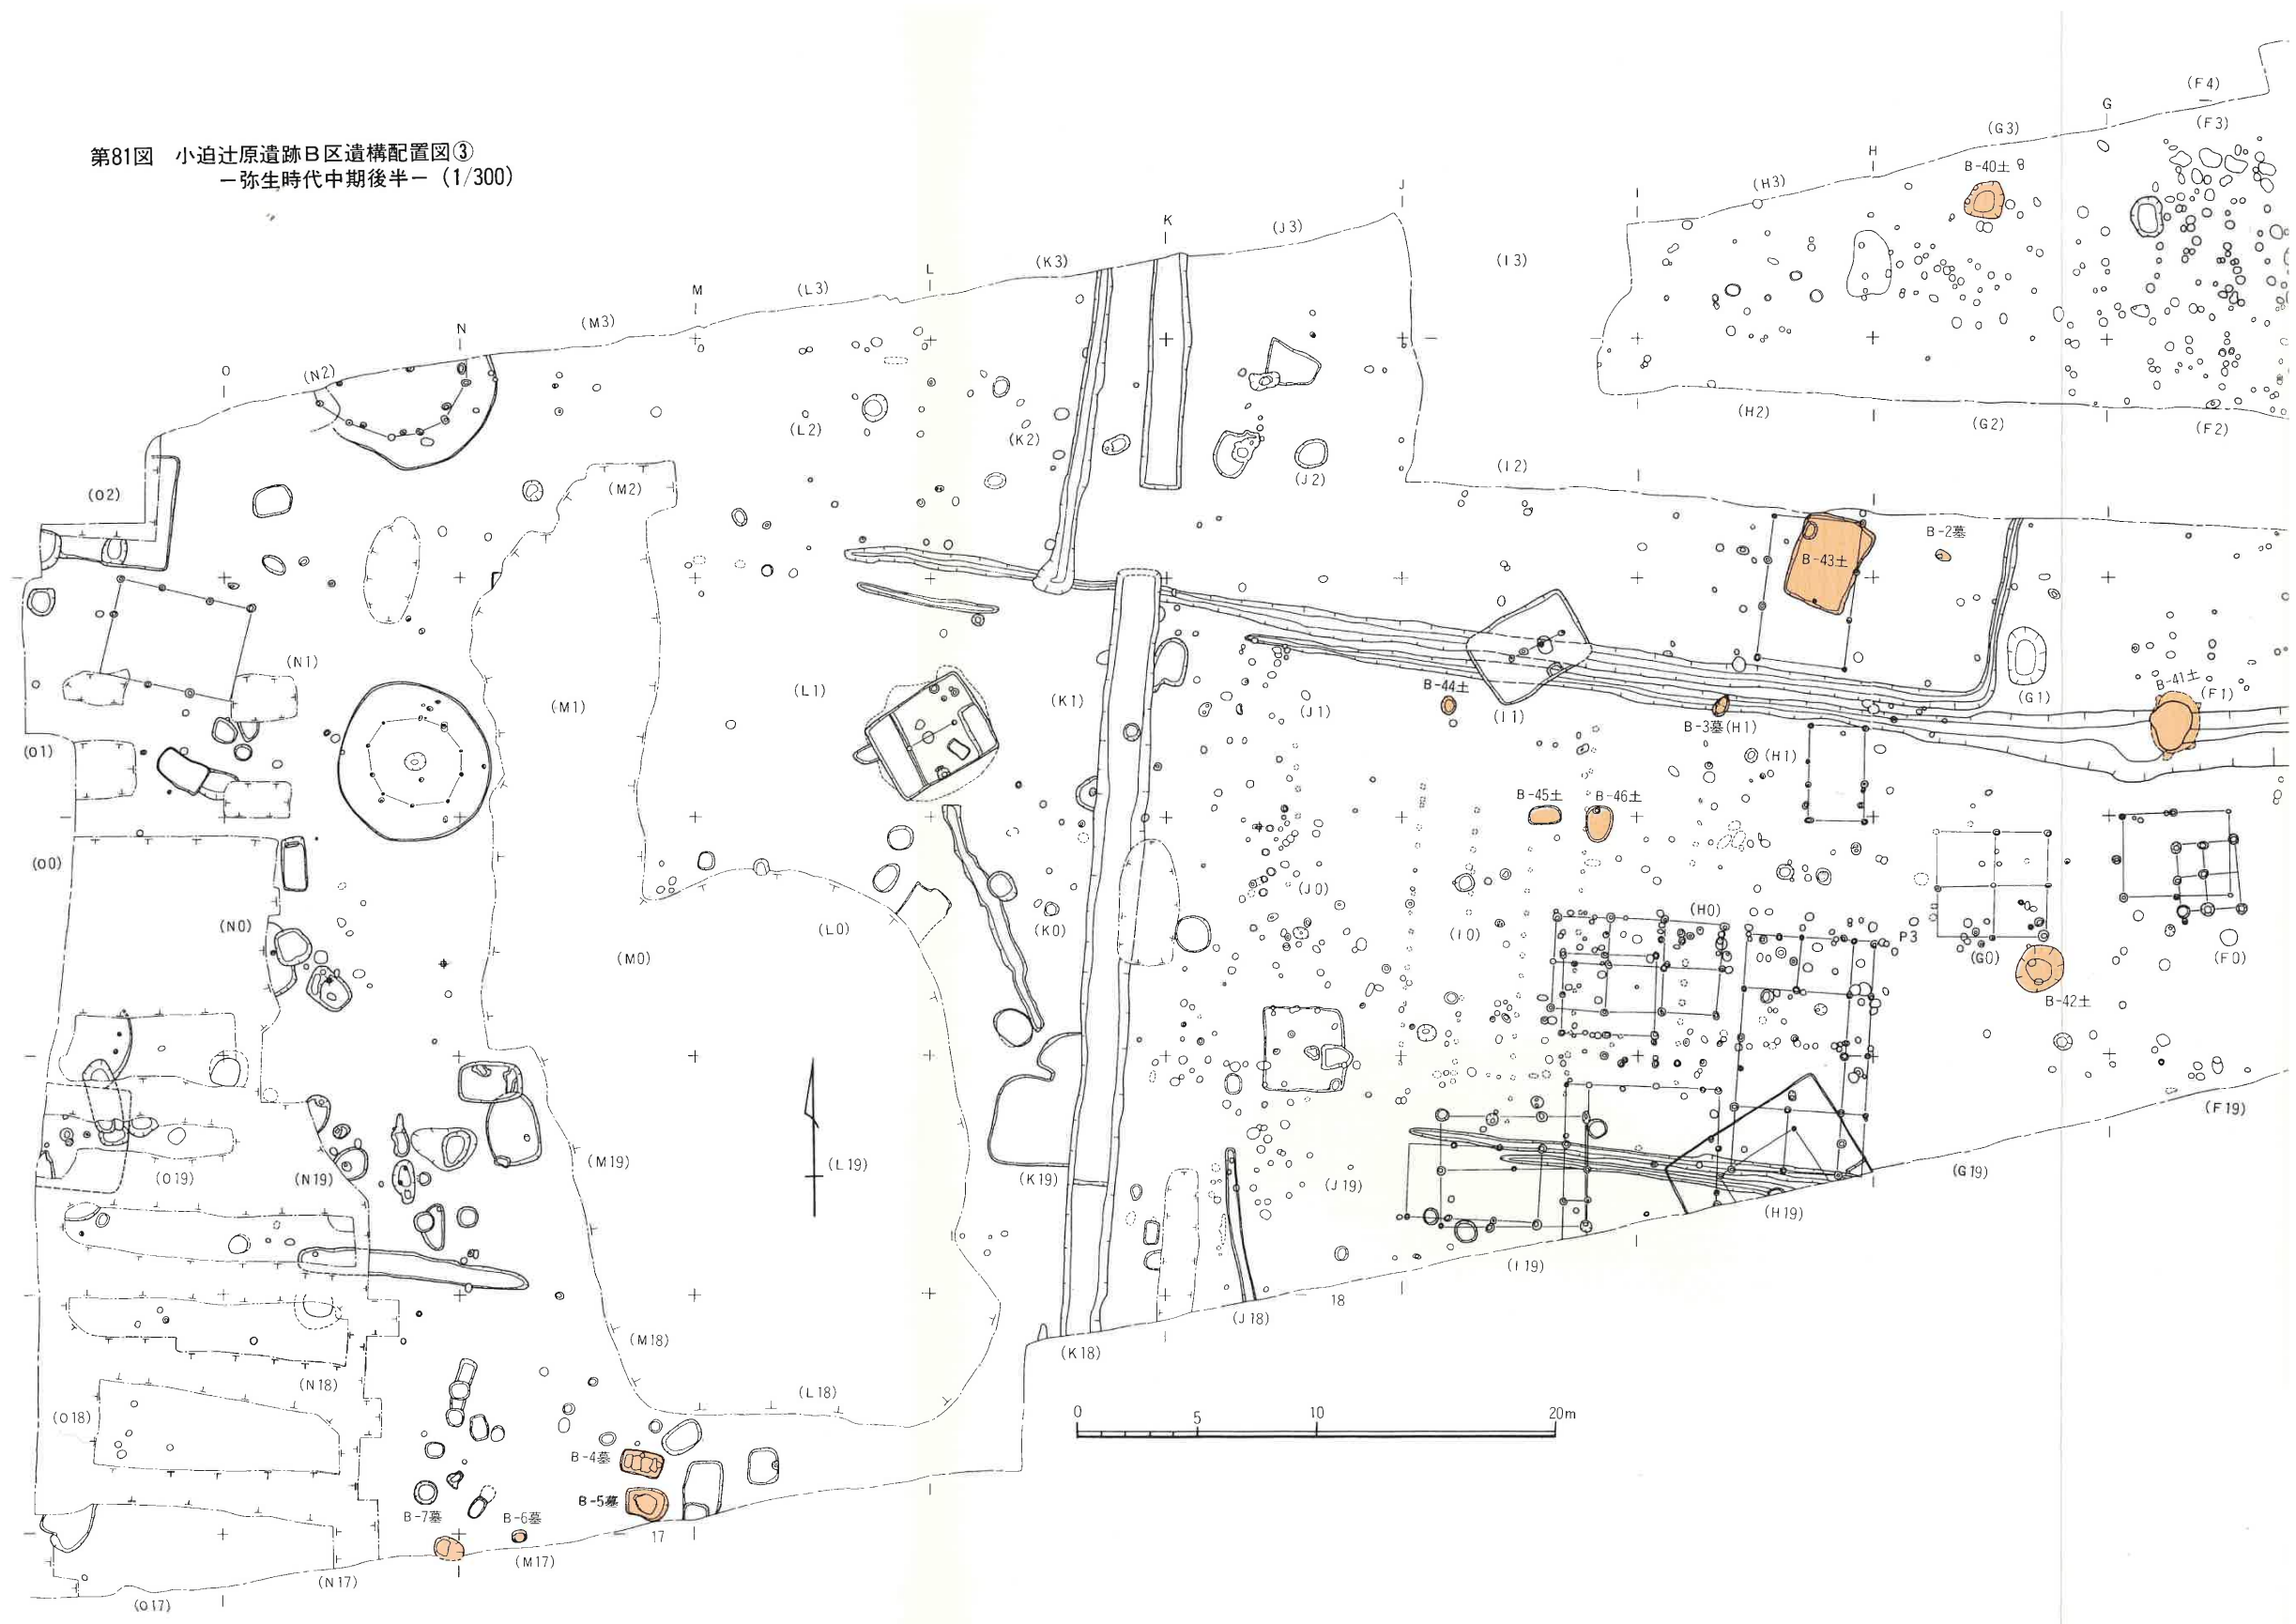 第81図 小迫辻原遺跡B区遺構配置図③
－弥生時代中期後半－(1/300)
(F4)
G
(F3)
(G3)
H
B-40土
(H3)
I
J
(J3)
K
(I3)
(K3)
L
(L3)
M
(M3)
N
(N2)
O
(H2)
(G2)
(F2)
(L2)
(K2)
(I2)
(J2)
(M2)
(O2)
B-2墓
B-43土
(N1)
(L1)
(K1)
(M1)
(J1)
B-44土
(I1)
B-3墓(H1)
(G1)
B-41土
(F1)
(H1)
(O1)
B-45土
B-46土
(O0)
(J0)
(N0)
(L0)
(K0)
(I0)
(H0)
P3
(G0)
(F0)
(M0)
B-42土
(F19)
(M19)
(L19)
(G19)
(O19)
(N19)
(K19)
(J19)
(H19)
(I19)
18
(J18)
(M18)
(K18)
(N18)
(L18)
(O18)
0
5
10
20m
B-4墓
B-5墓
B-7墓
B-6墓
17
(M17)
(N17)
(O17)